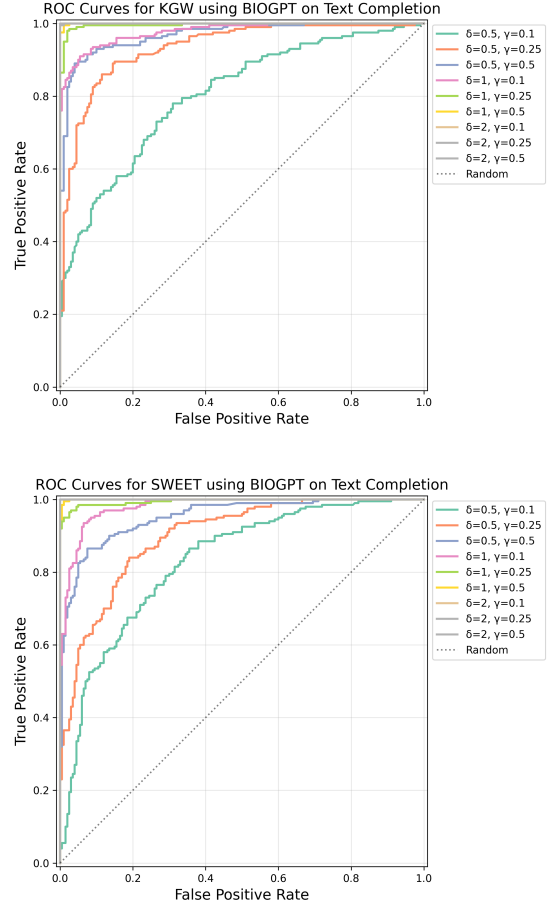 ROC Curves for KGW using BIOGPT on Text Completion
1.0
0.8
0.6
0.4
0.2
0.0
True Positive Rate
0.0 0.2 0.4 0.6 0.8 1.0
False Positive Rate
δ=0.5, γ=0.1
δ=0.5, γ=0.25
δ=0.5, γ=0.5
δ=1, γ=0.1
δ=1, γ=0.25
δ=1, γ=0.5
δ=2, γ=0.1
δ=2, γ=0.25
δ=2, γ=0.5
Random
ROC Curves for SWEET using BIOGPT on Text Completion
1.0
0.8
0.6
0.4
0.2
0.0
True Positive Rate
0.0 0.2 0.4 0.6 0.8 1.0
False Positive Rate
δ=0.5, γ=0.1
δ=0.5, γ=0.25
δ=0.5, γ=0.5
δ=1, γ=0.1
δ=1, γ=0.25
δ=1, γ=0.5
δ=2, γ=0.1
δ=2, γ=0.25
δ=2, γ=0.5
Random